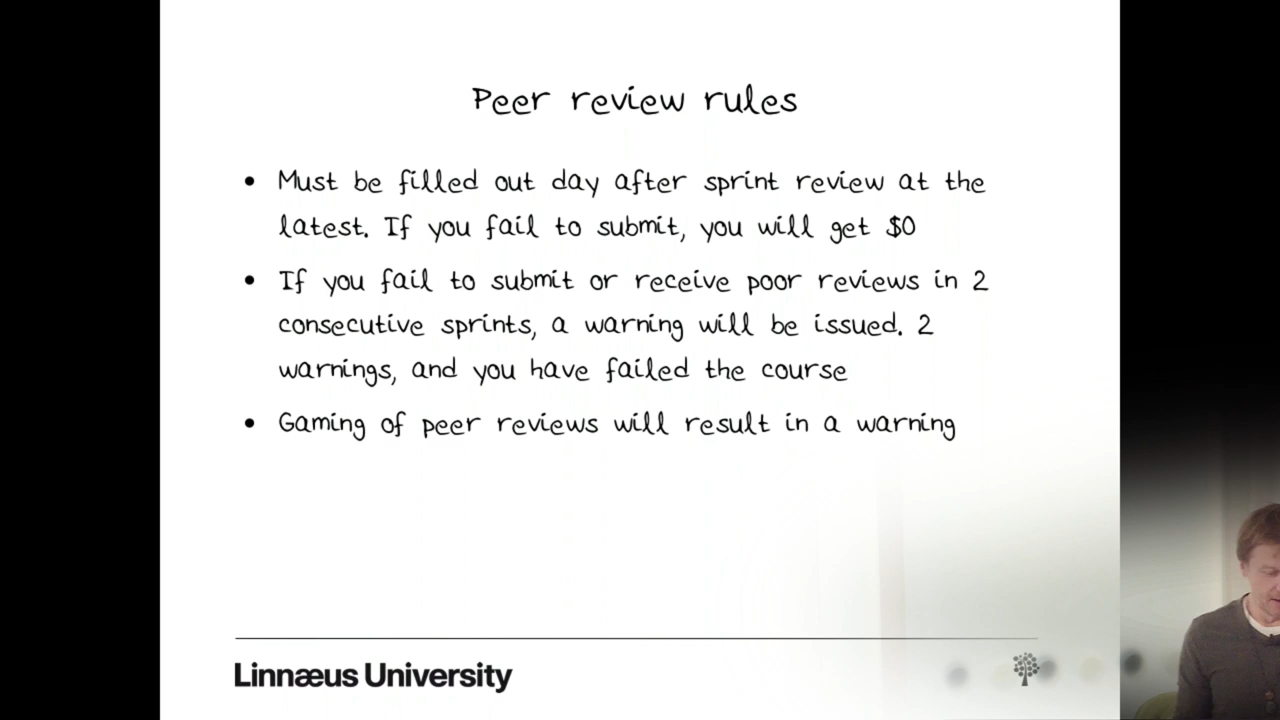 Peer review rules
• Must be filled out day after sprint review at the
latest. If you fail to submit, you will get $0
• If you fail to submit or receive poor reviews in 2
consecutive sprints, a warning will be issued. 2
warnings, and you have failed the course
• Gaming of peer reviews will result in a warning
Linnæus University